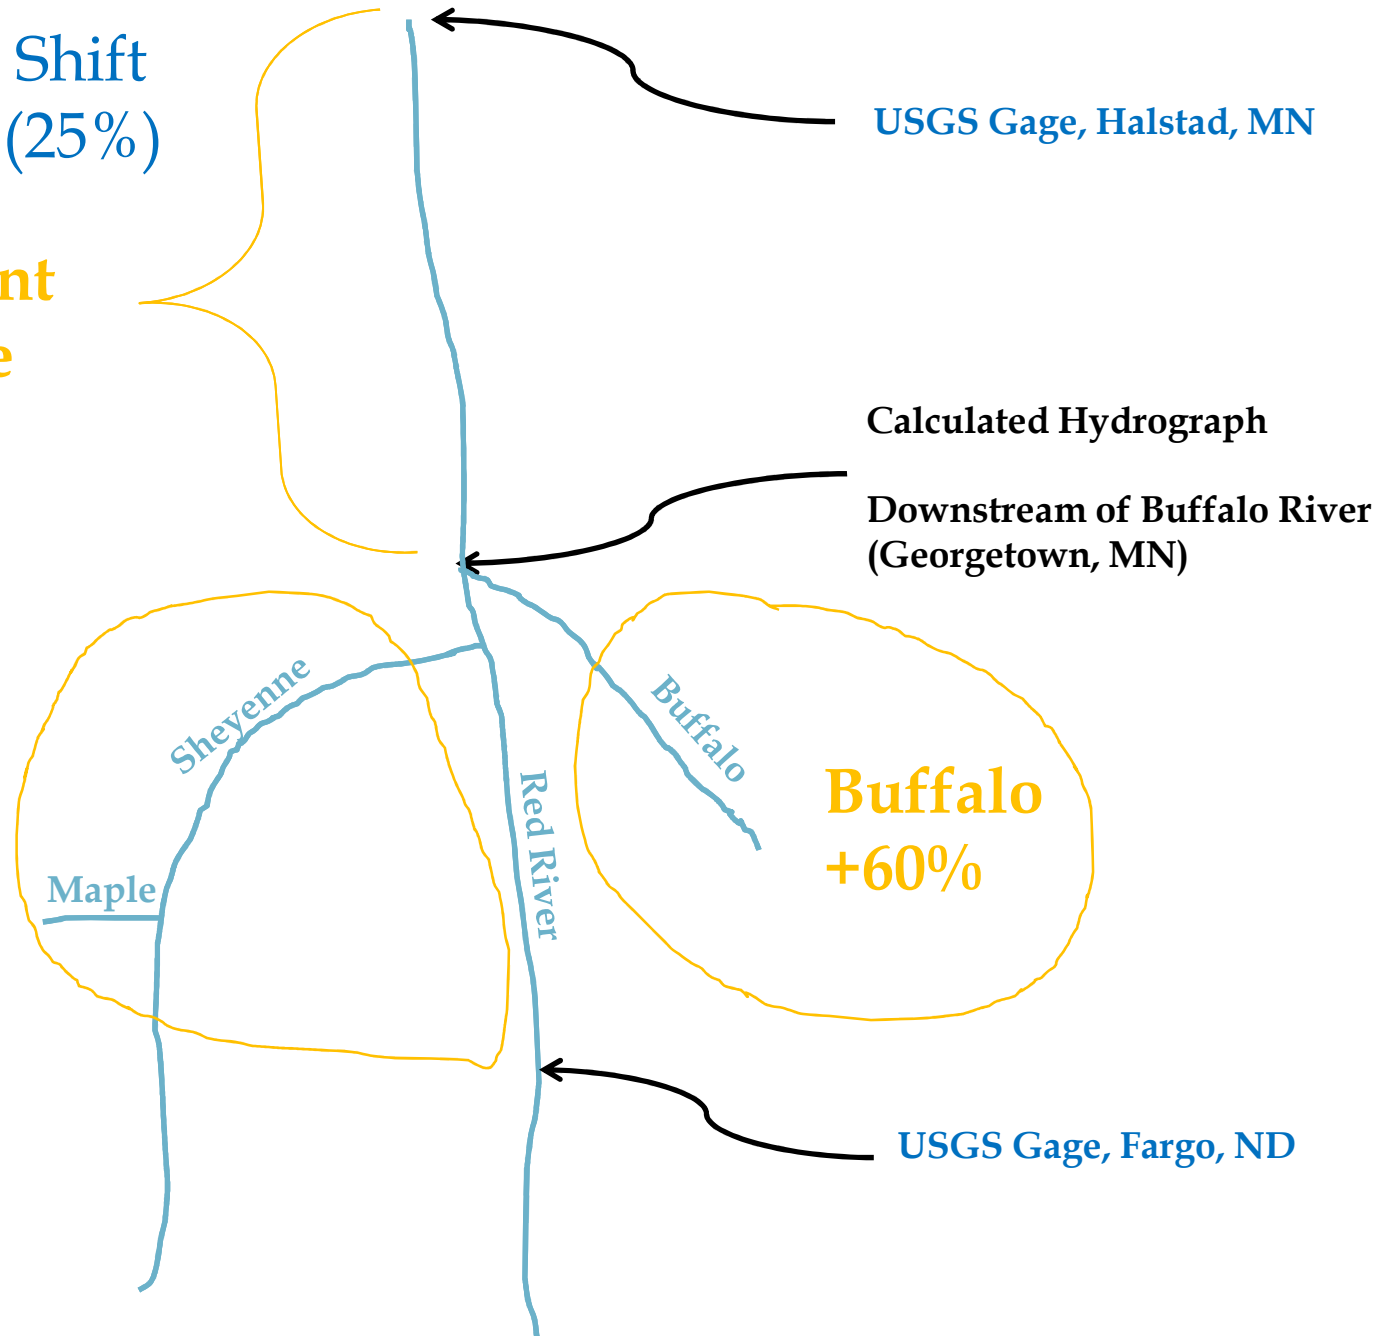 Shift
(25%)
USGS Gage, Halstad, MN
nt
e
Calculated Hydrograph
Downstream of Buffalo River
(Georgetown, MN)
Sheyenne
Buffalo
Red River
Buffalo
+60%
Maple
USGS Gage, Fargo, ND